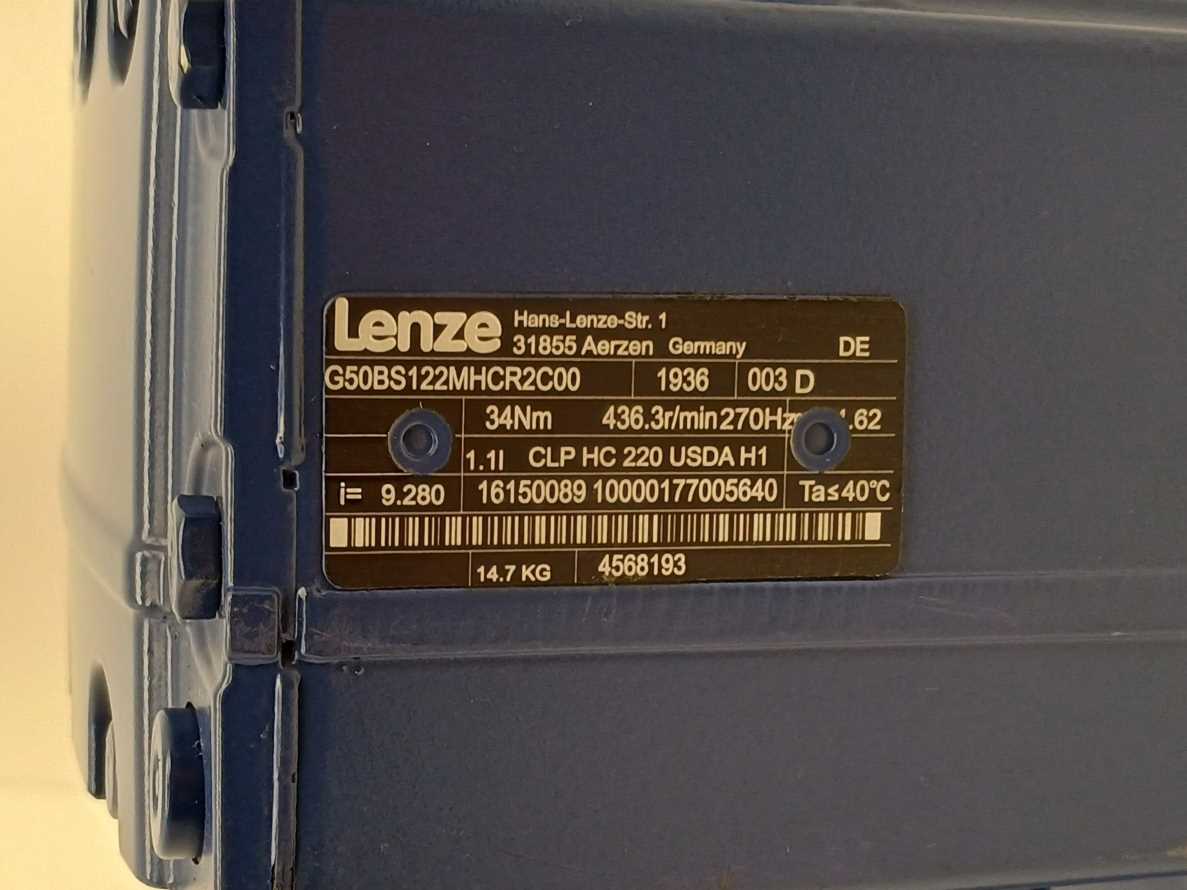 Lenze Hans-Lenze-Str. 1
31855 Aerzen Germany DE
G50BS122MHCR2C00 1936 003 D
34Nm 436.3r/min 270Hz .62
1.1l CLP HC 220 USDA H1
i= 9.280 16150089 10000177005640 Ta≤40°C
14.7 KG 4568193